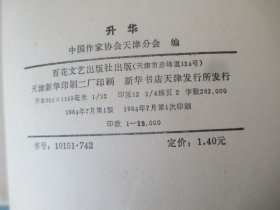 升华
中国作家协会天津分会 编
百花文艺出版社出版(天津市赤峰道124号)
天津新华印刷二厂印刷 新华书店天津发行所发行
开本850×1168毫米 1/32 印张12 3/4插页2 字数262,000
1984年7月第1版 1984年7月第1次印刷
印数 1—13,000
书号:10151·742 定价:1.40元